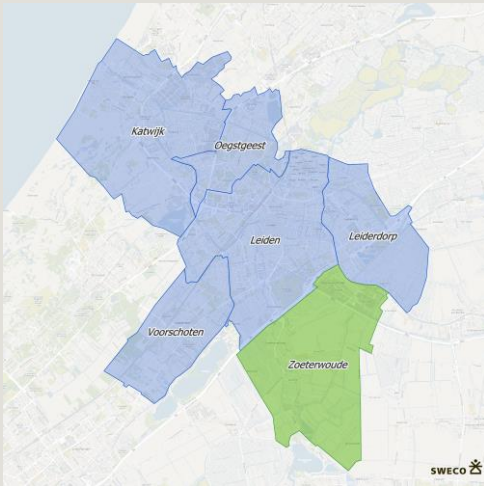 Katwijk
Oegstgeest
Leiden
Leiderdorp
Voorschoten
Zoeterwoude
SWECO